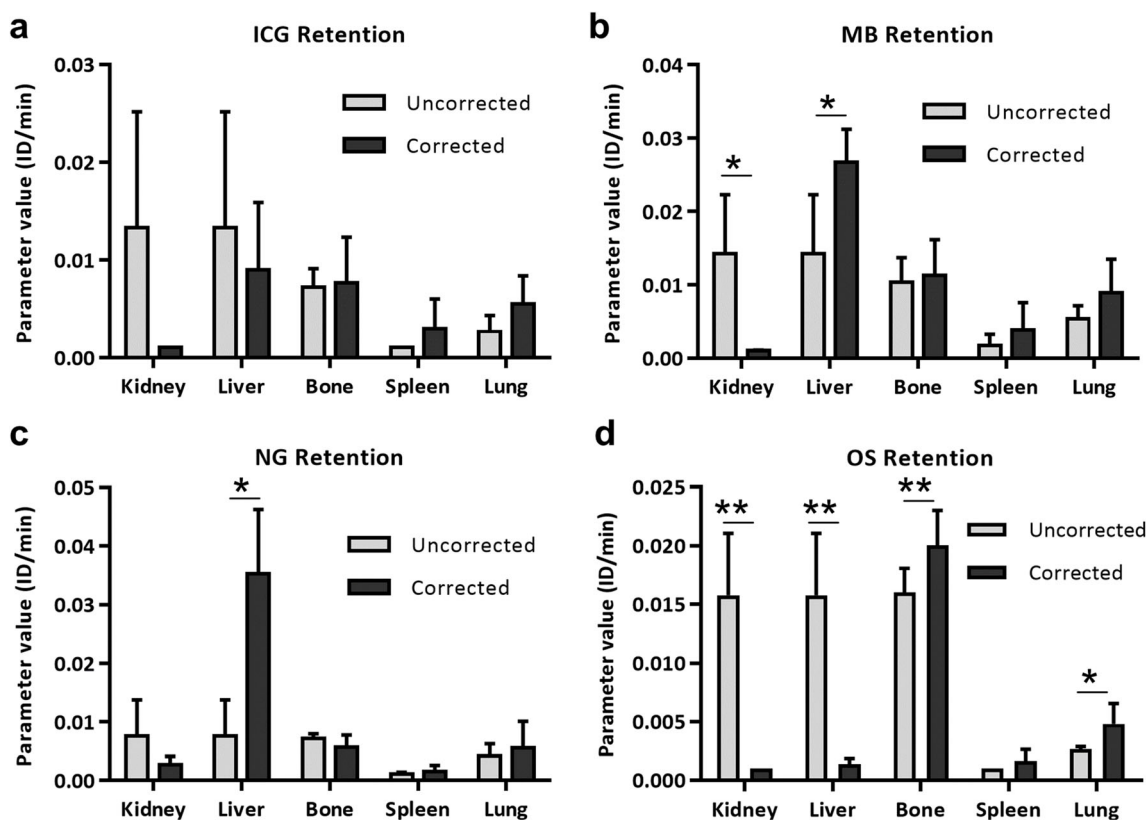 a
ICG Retention
Parameter value (ID/min)
0.03
0.02
0.01
0.00
Uncorrected
Corrected
Kidney Liver Bone Spleen Lung
b
MB Retention
Parameter value (ID/min)
0.04
0.03
0.02
0.01
0.00
*
*
Uncorrected
Corrected
Kidney Liver Bone Spleen Lung
c
NG Retention
Parameter value (ID/min)
0.05
0.04
0.03
0.02
0.01
0.00
*
Uncorrected
Corrected
Kidney Liver Bone Spleen Lung
d
OS Retention
Parameter value (ID/min)
0.025
0.020
0.015
0.010
0.005
0.000
**
**
**
*
Uncorrected
Corrected
Kidney Liver Bone Spleen Lung